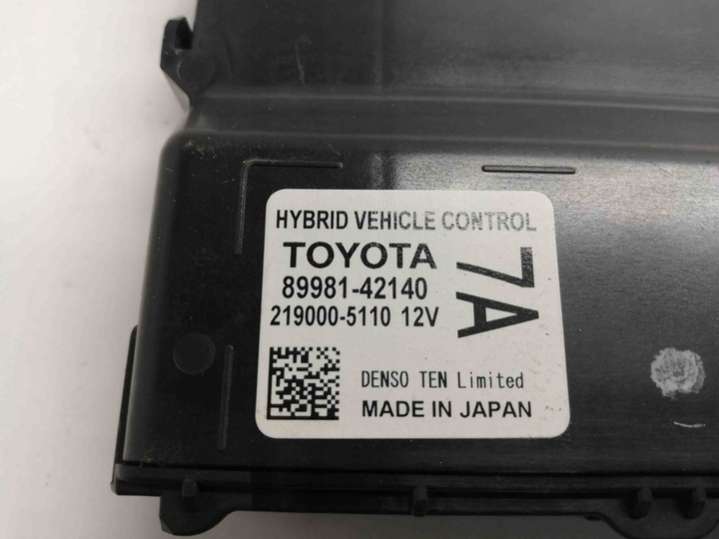 HYBRID VEHICLE CONTROL
TOYOTA
89981-42140
219000-5110 12V
7A
DENSO TEN Limited
MADE IN JAPAN